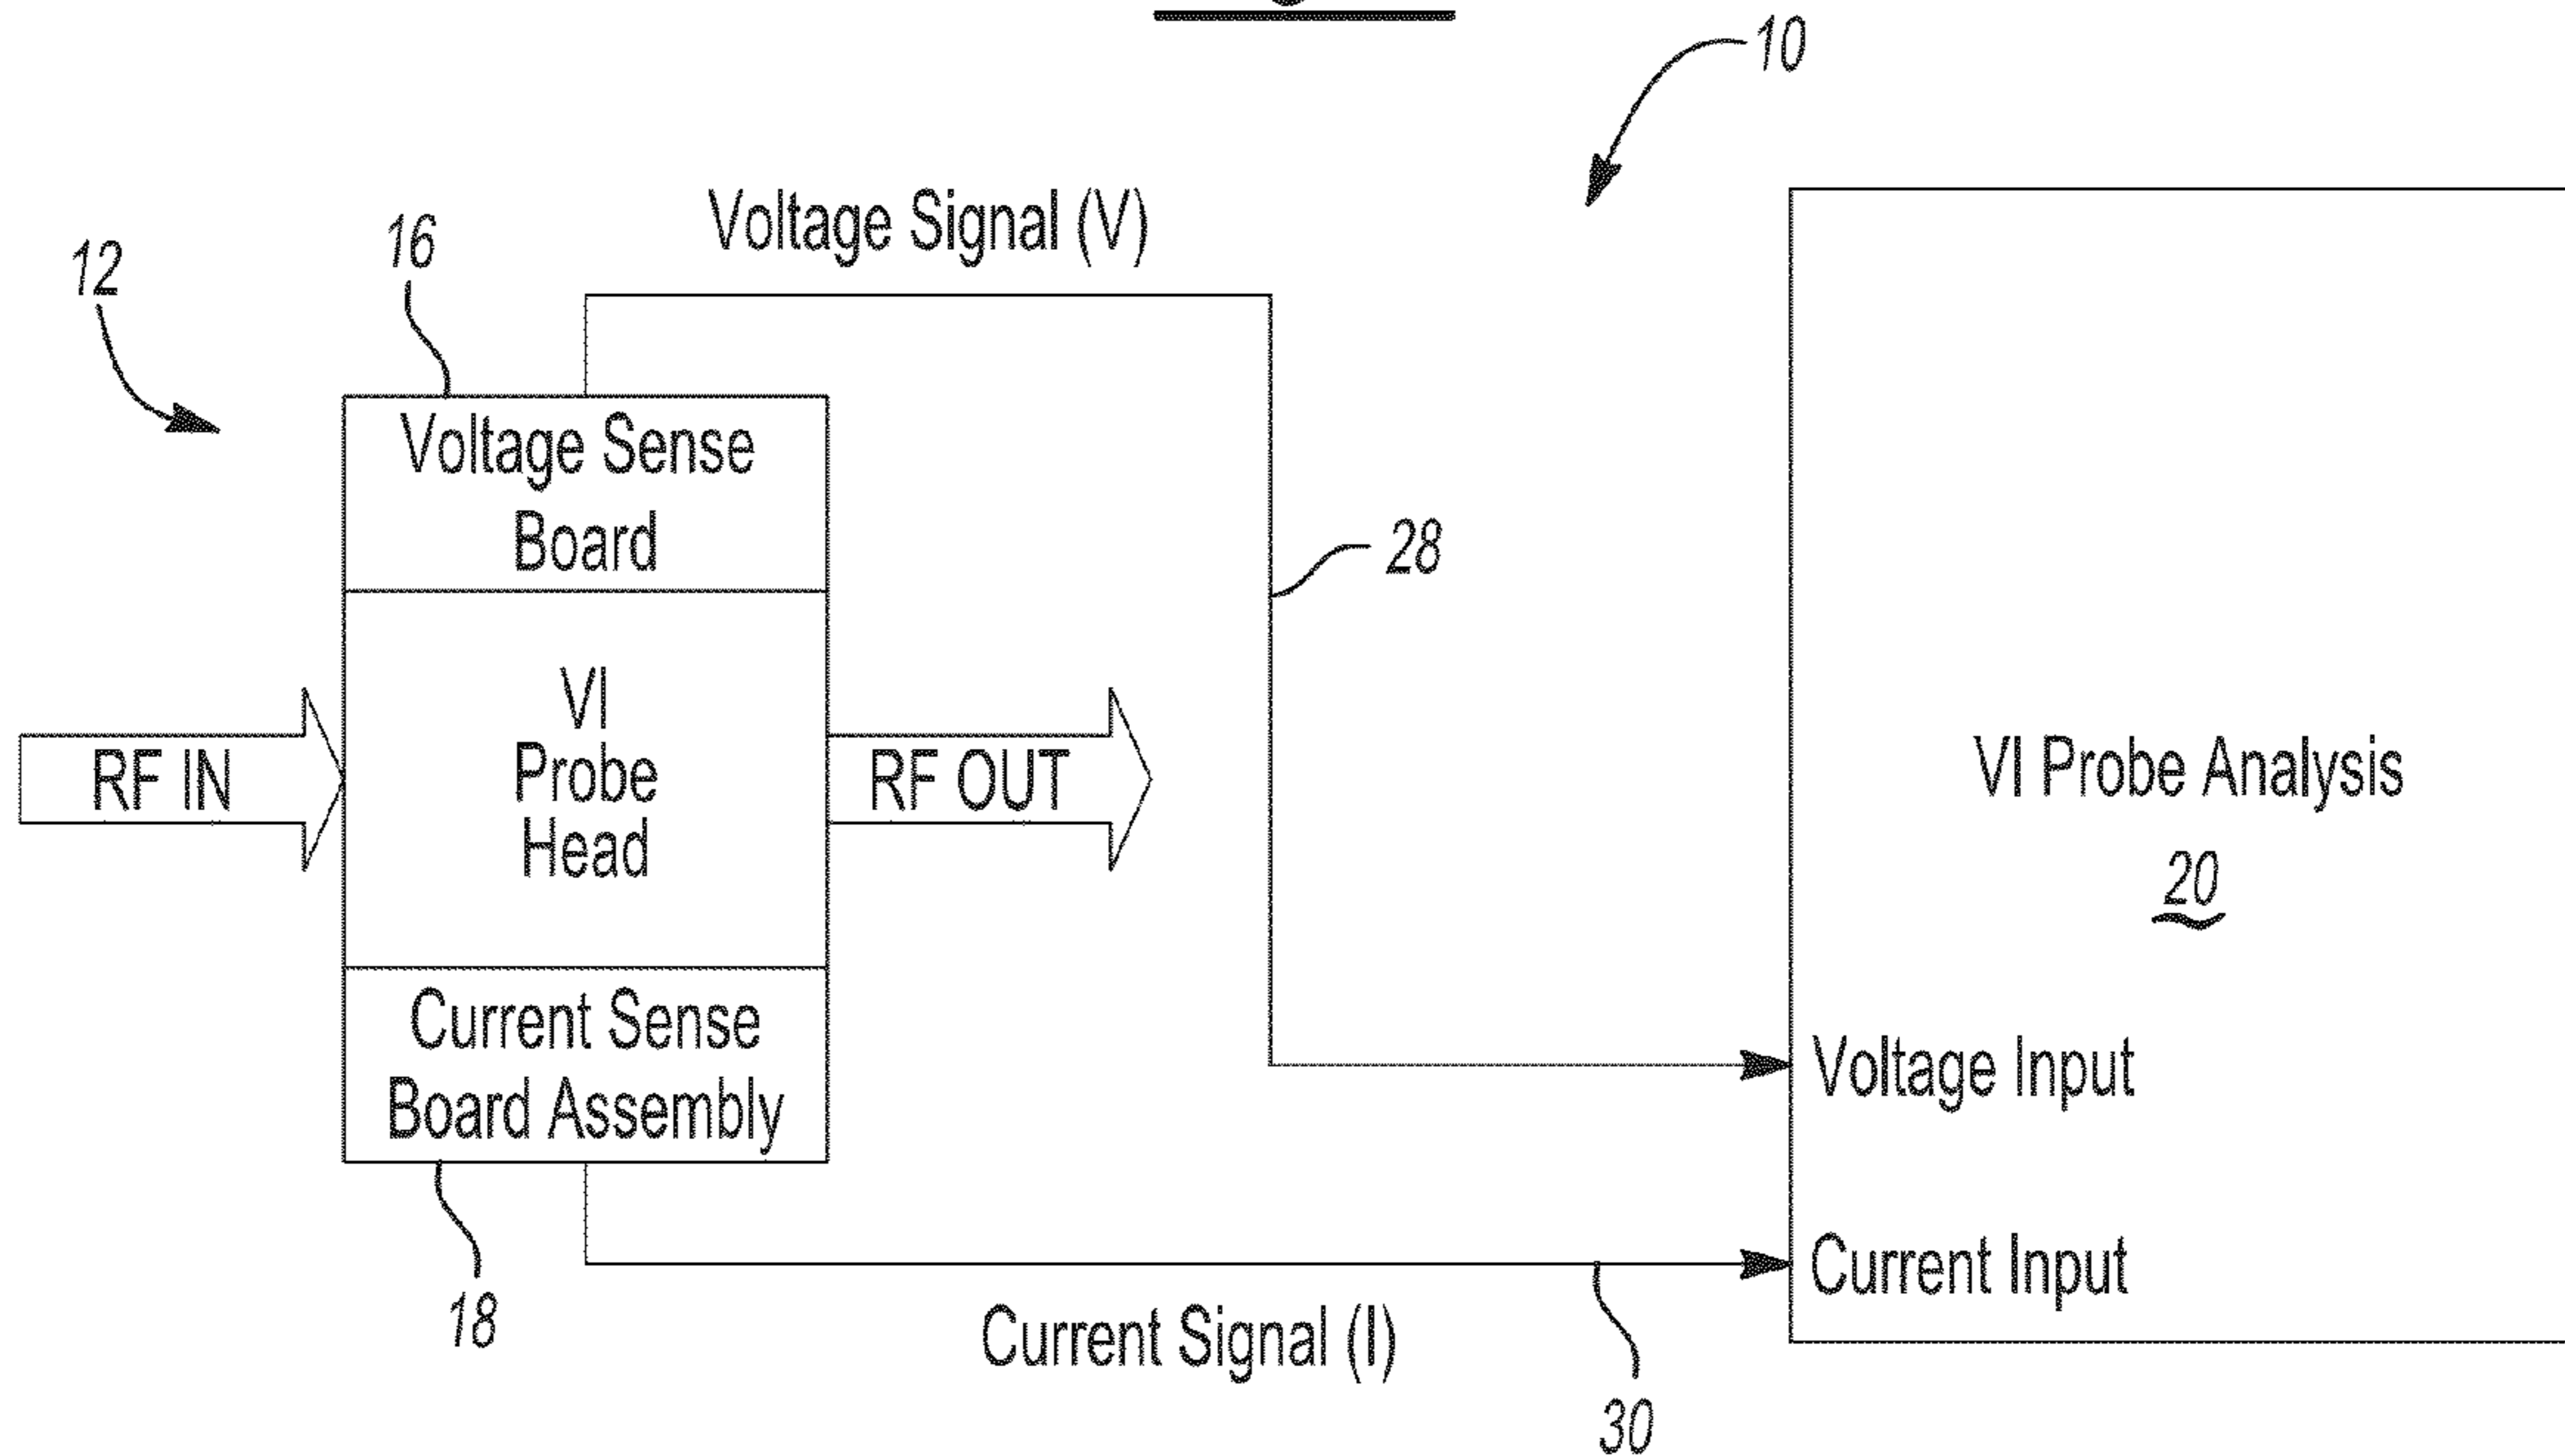 10
Voltage Signal (V)
12
16
Voltage Sense
Board
28
VI
Probe
Head
RF IN
RF OUT
VI Probe Analysis
20
Current Sense
Board Assembly
Voltage Input
Current Input
18
Current Signal (I)
30